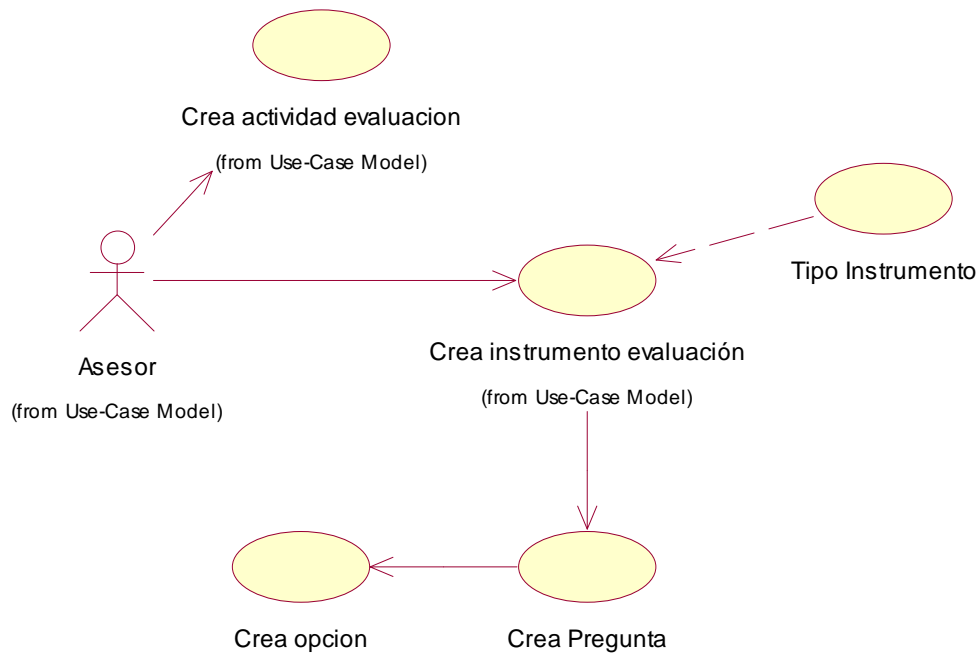 Crea actividad evaluacion
(from Use-Case Model)
Tipo Instrumento
Asesor
(from Use-Case Model)
Crea instrumento evaluación
(from Use-Case Model)
Crea opcion
Crea Pregunta